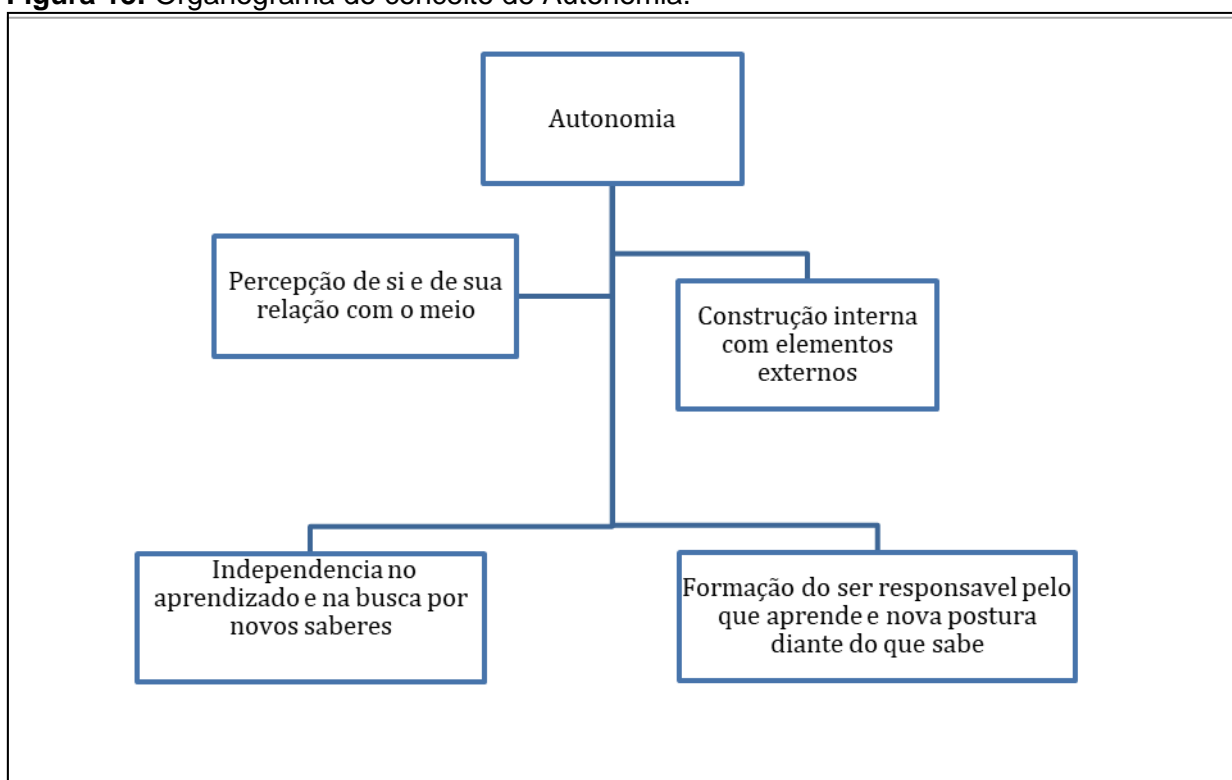 Figura 16. Organograma do conceito de Autonomia.
Autonomia
Percepção de si e de sua
relação com o meio
Construção interna
com elementos
externos
Independencia no
aprendizado e na busca por
novos saberes
Formação do ser responsavel pelo
que aprende e nova postura
diante do que sabe